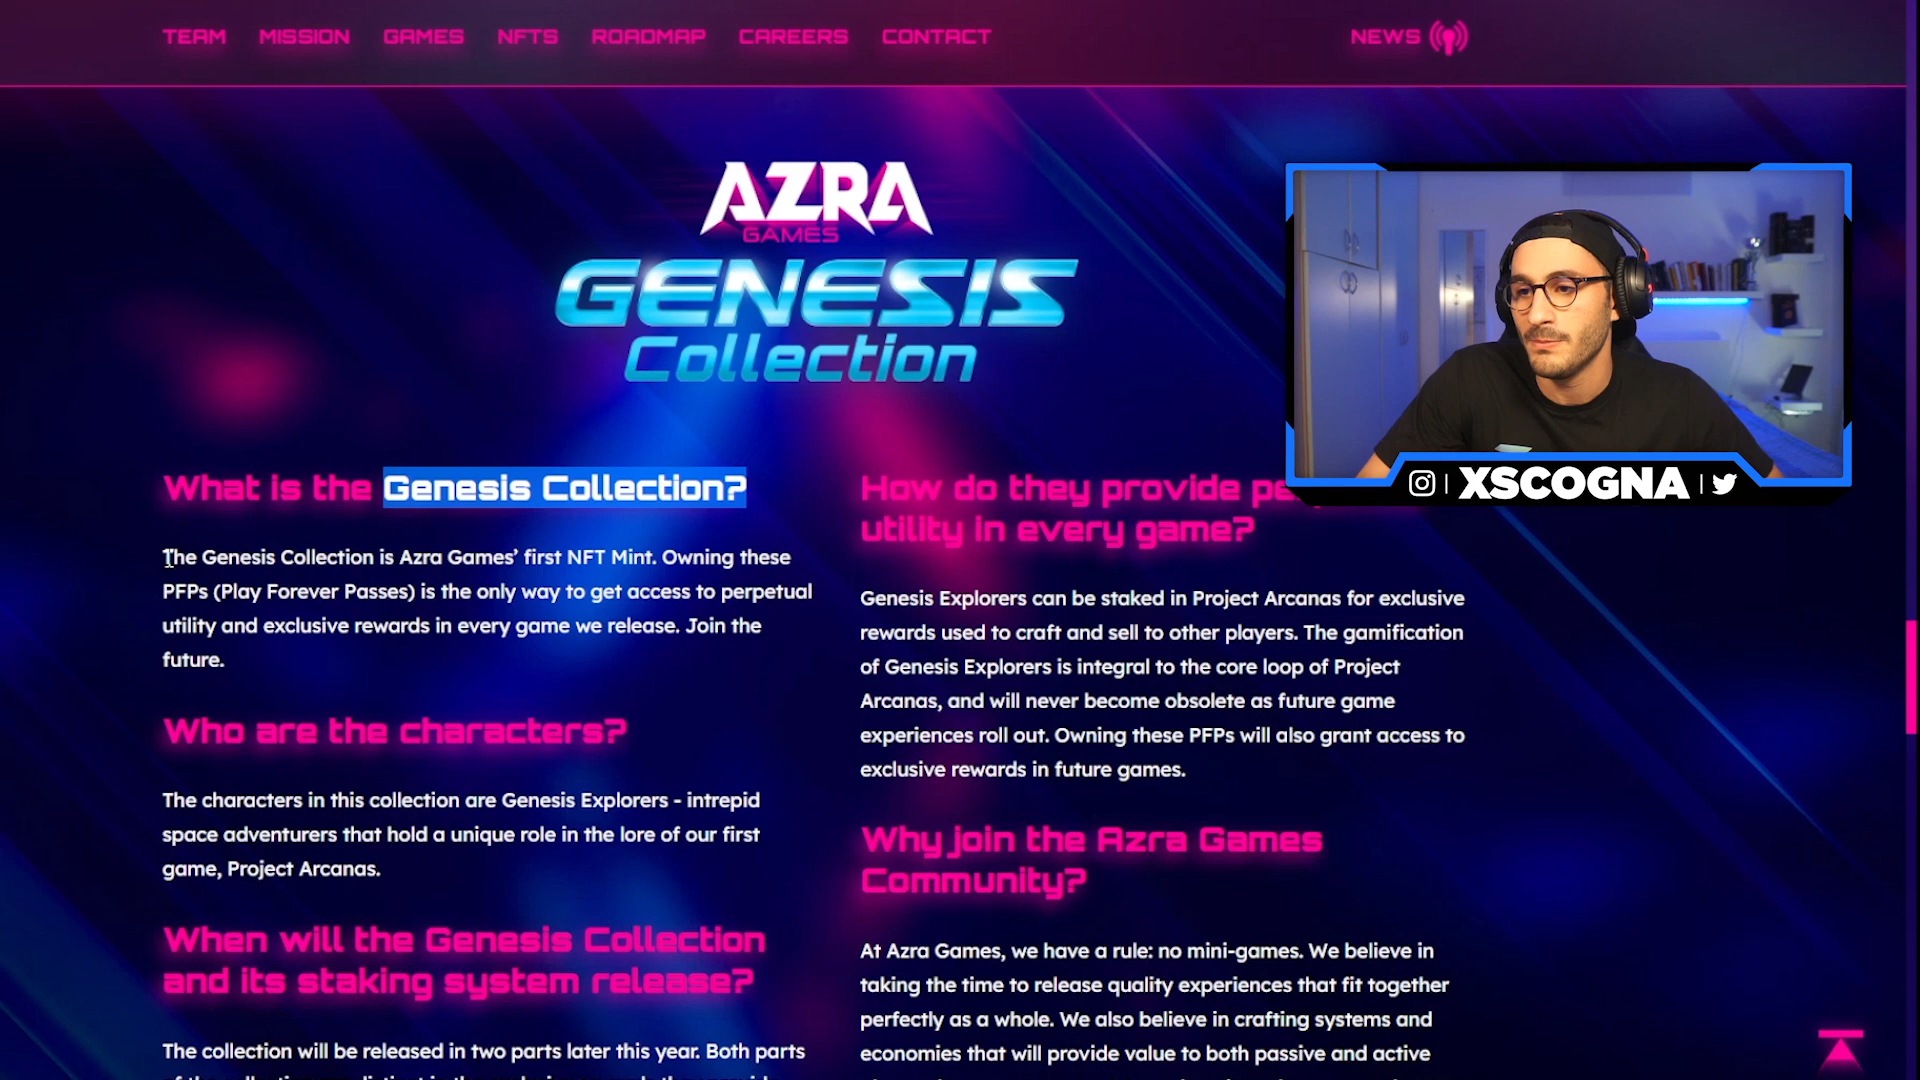 TEAM MISSION GAMES NFTS ROADMAP CAREERS CONTACT NEWS
AZRA
GAMES
GENESIS
Collection
XSCOGNA
What is the Genesis Collection?
The Genesis Collection is Azra Games’ first NFT Mint. Owning these
PFPs (Play Forever Passes) is the only way to get access to perpetual
utility and exclusive rewards in every game we release. Join the
future.
Who are the characters?
The characters in this collection are Genesis Explorers - intrepid
space adventurers that hold a unique role in the lore of our first
game, Project Arcanas.
When will the Genesis Collection
and its staking system release?
The collection will be released in two parts later this year. Both parts
How do they provide
utility in every game?
Genesis Explorers can be staked in Project Arcanas for exclusive
rewards used to craft and sell to other players. The gamification
of Genesis Explorers is integral to the core loop of Project
Arcanas, and will never become obsolete as future game
experiences roll out. Owning these PFPs will also grant access to
exclusive rewards in future games.
Why join the Azra Games
Community?
At Azra Games, we have a rule: no mini-games. We believe in
taking the time to release quality experiences that fit together
perfectly as a whole. We also believe in crafting systems and
economies that will provide value to both passive and active